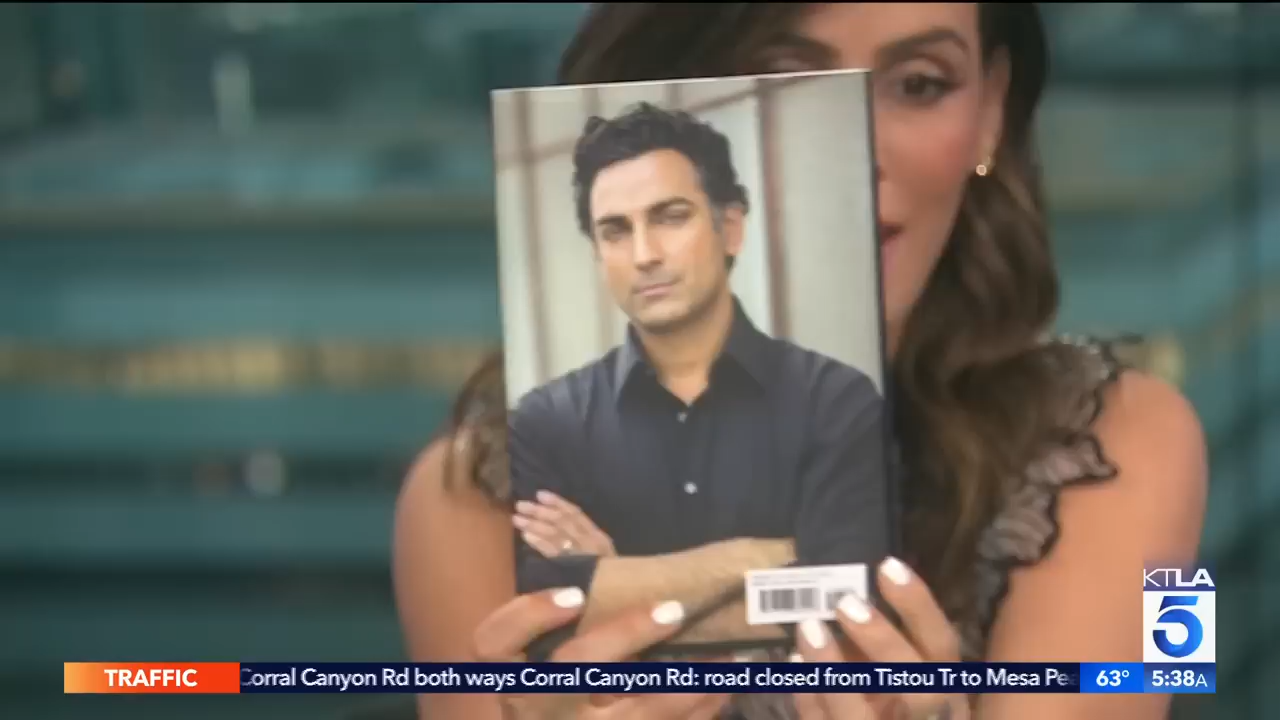 KTLA
5
TRAFFIC
Corral Canyon Rd both ways Corral Canyon Rd: road closed from Tistou Tr to Mesa
63°
5:38A